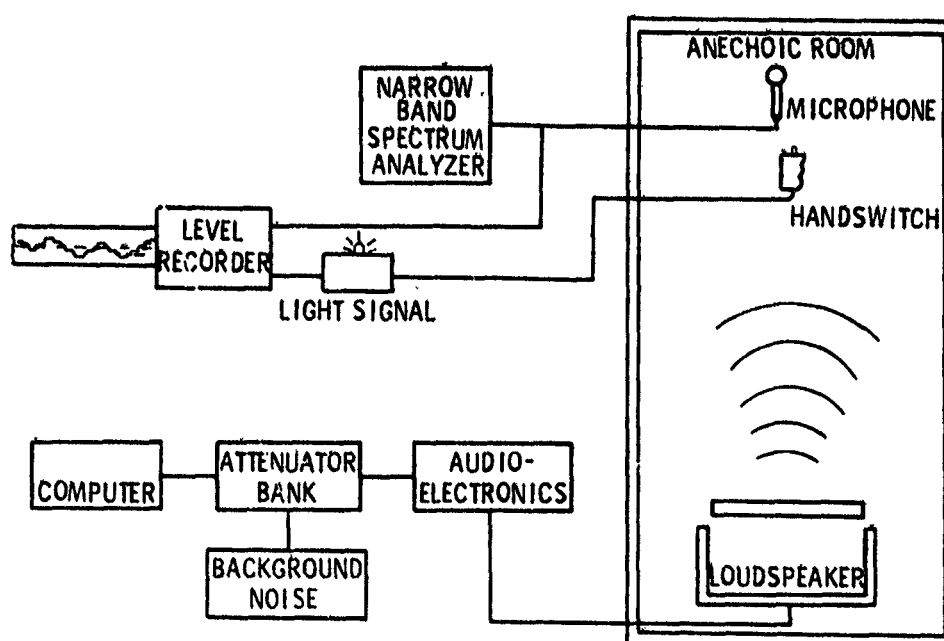 ANECHOIC ROOM
MICROPHONE
HANDSWITCH
NARROW
BAND
SPECTRUM
ANALYZER
LEVEL
RECORDER
LIGHT SIGNAL
COMPUTER
ATTENUATOR
BANK
AUDIO-
ELECTRONICS
BACKGROUND
NOISE
LOUDSPEAKER